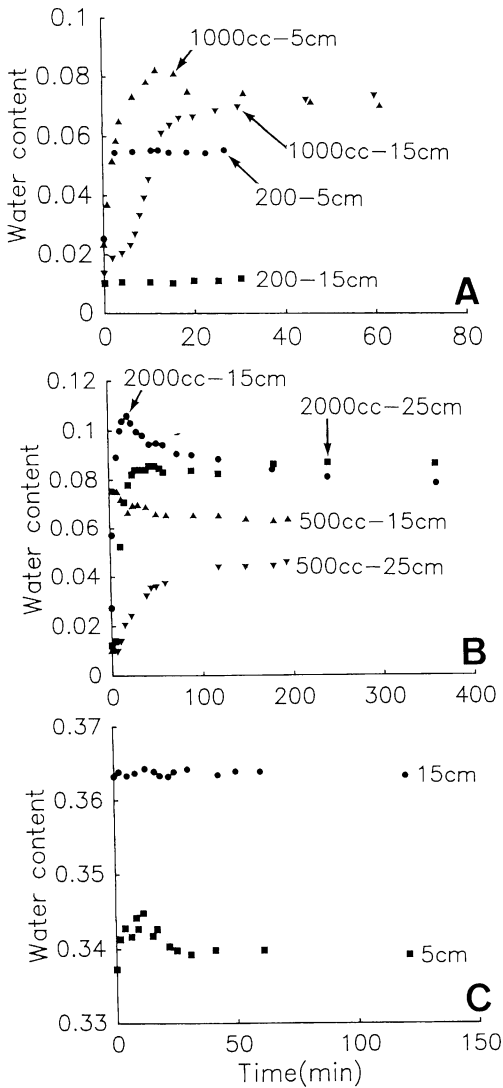 0.1
1000cc-5cm
0.08
1000cc-15cm
0.06
200-5cm
0.04
0.02
200-15cm
0
Water content
A
0 20 40 60 80
0.12
2000cc-15cm
2000cc-25cm
0.1
0.08
500cc-15cm
0.06
500cc-25cm
0.04
0.02
0
Water content
B
0 100 200 300 400
0.37
15cm
0.36
0.35
0.34
5cm
0.33
Water content
C
0 50 100 150
Time(min)